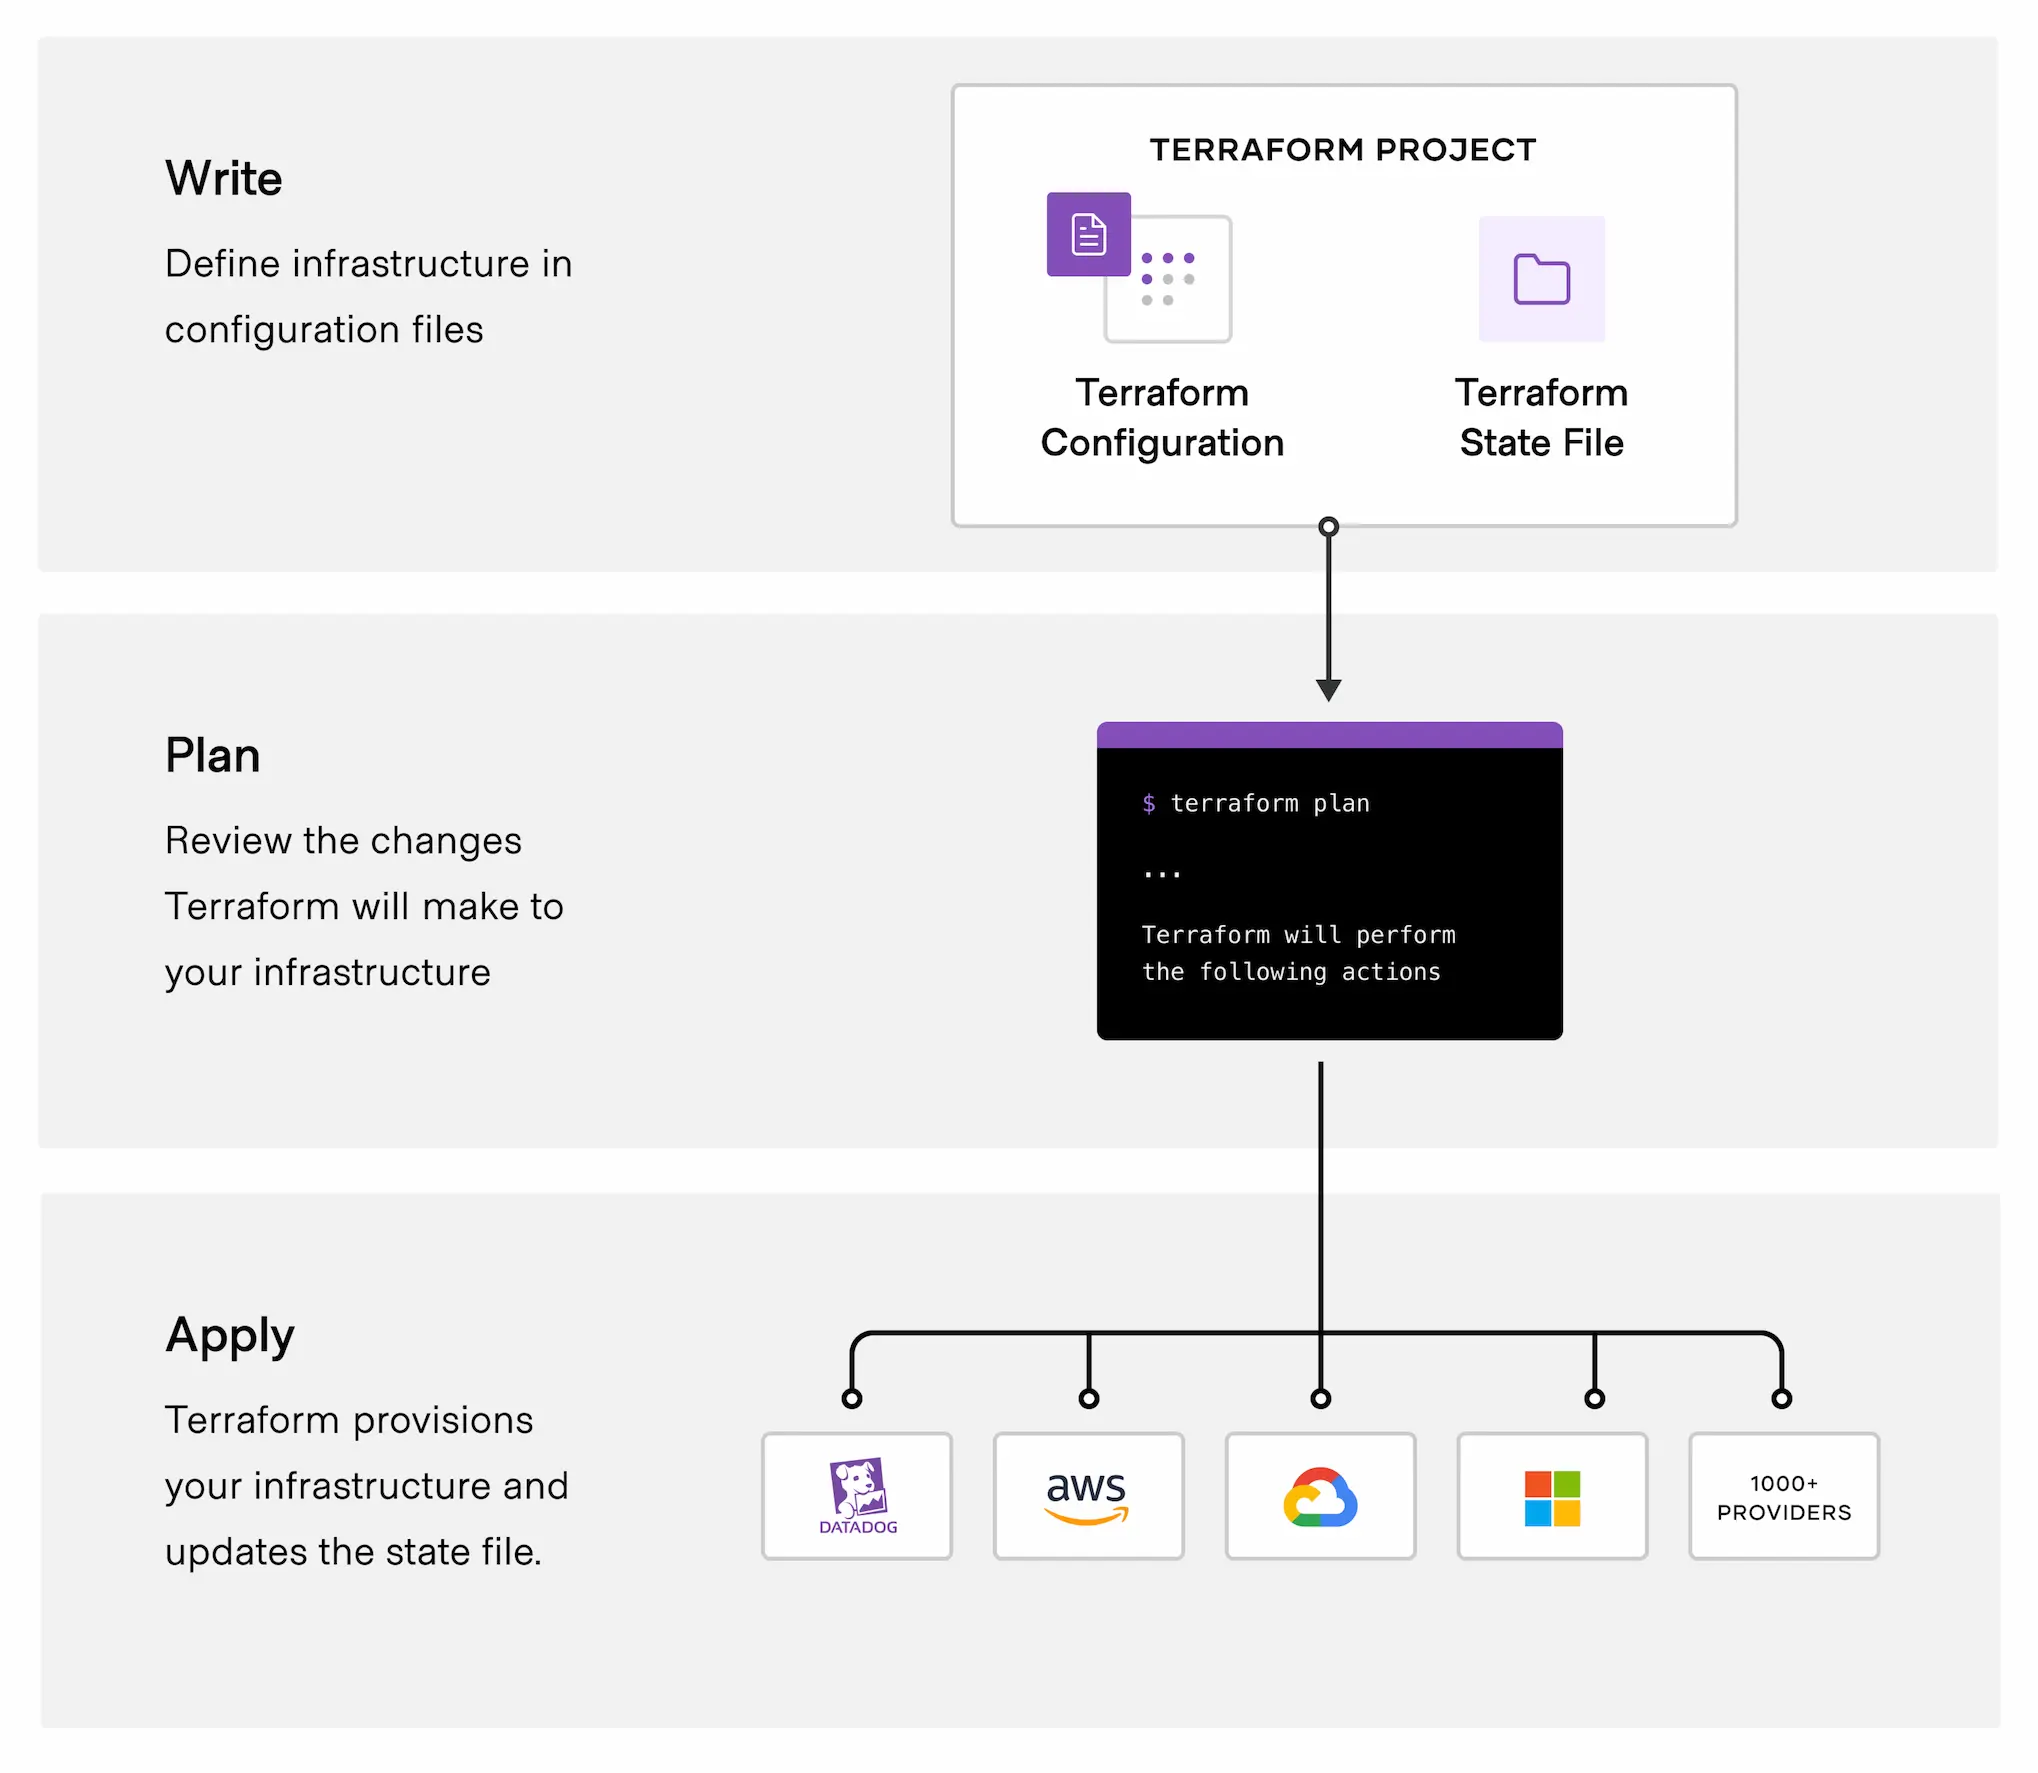 Write
Define infrastructure in
configuration files
TERRAFORM PROJECT
Terraform
Configuration
Terraform
State File
Plan
Review the changes
Terraform will make to
your infrastructure
$ terraform plan
...
Terraform will perform
the following actions
Apply
Terraform provisions
your infrastructure and
updates the state file.
DATADOG
aws
1000+
PROVIDERS